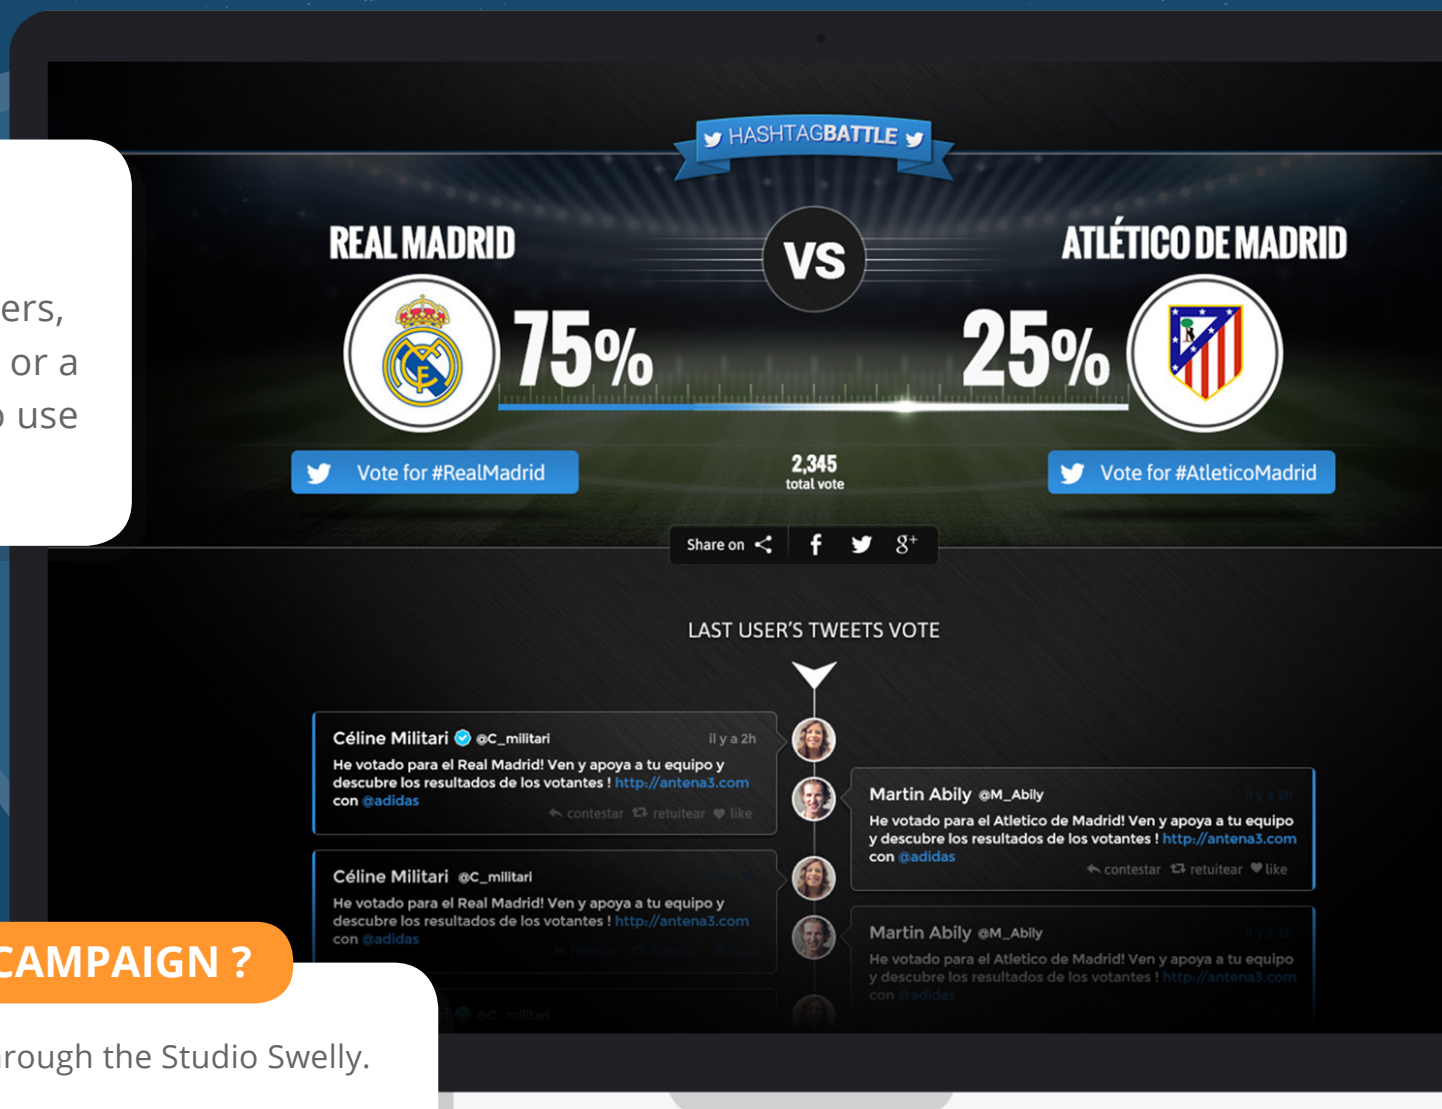 HASHTAGBATTLE
REAL MADRID
VS
ATLÉTICO DE MADRID
75%
25%
Vote for #RealMadrid
2,345
total vote
Vote for #AtleticoMadrid
Share on
f
g+
ers,
or a
use
LAST USER'S TWEETS VOTE
Céline Militari @C_militari il y a 2h
He votado para el Real Madrid! Ven y apoya a tu equipo y
descubre los resultados de los votantes ! http://antena3.com
con @adidas
contestar retuitear like
Martin Abily @M_Abily il y a 2h
He votado para el Atletico de Madrid! Ven y apoya a tu equipo
y descubre los resultados de los votantes ! http://antena3.com
con @adidas
contestar retuitear like
Céline Militari @C_militari
He votado para el Real Madrid! Ven y apoya a tu equipo y
descubre los resultados de los votantes ! http://antena3.com
con @adidas
Martin Abily @M_Abily il y a 2h
He votado para el Atletico de Madrid! Ven y apoya a tu equipo
y descubre los resultados de los votantes ! http://antena3.com
con @adidas
@C_militari
CAMPAIGN ?
rough the Studio Swelly.